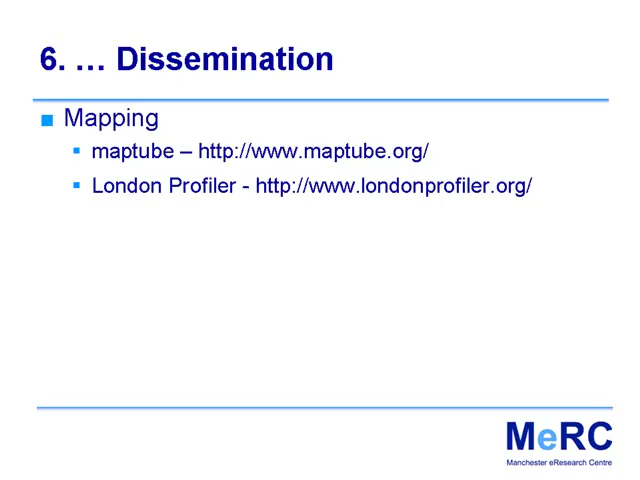 6. … Dissemination
Mapping
maptube – http://www.maptube.org/
London Profiler - http://www.londonprofiler.org/
MeRC
Manchester eResearch Centre